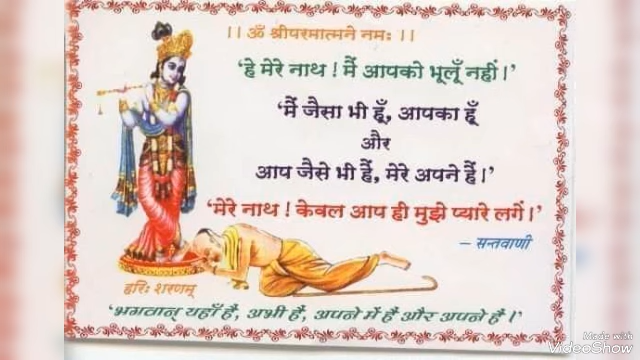 ।। ॐ श्रीपरमात्मने नमः ।।
'हे मेरे नाथ ! मैं आपको भूलूँ नहीं।'
'मैं जैसा भी हूँ, आपका हूँ
और
आप जैसे भी हैं, मेरे अपने हैं।'
'मेरे नाथ ! केवल आप ही मुझे प्यारे लगें।'
– सन्तवाणी
हरिः शरणम्
'भगवान् यहाँ है, अभी है, अपने में है और अपने है।'
Made with
VideoShow